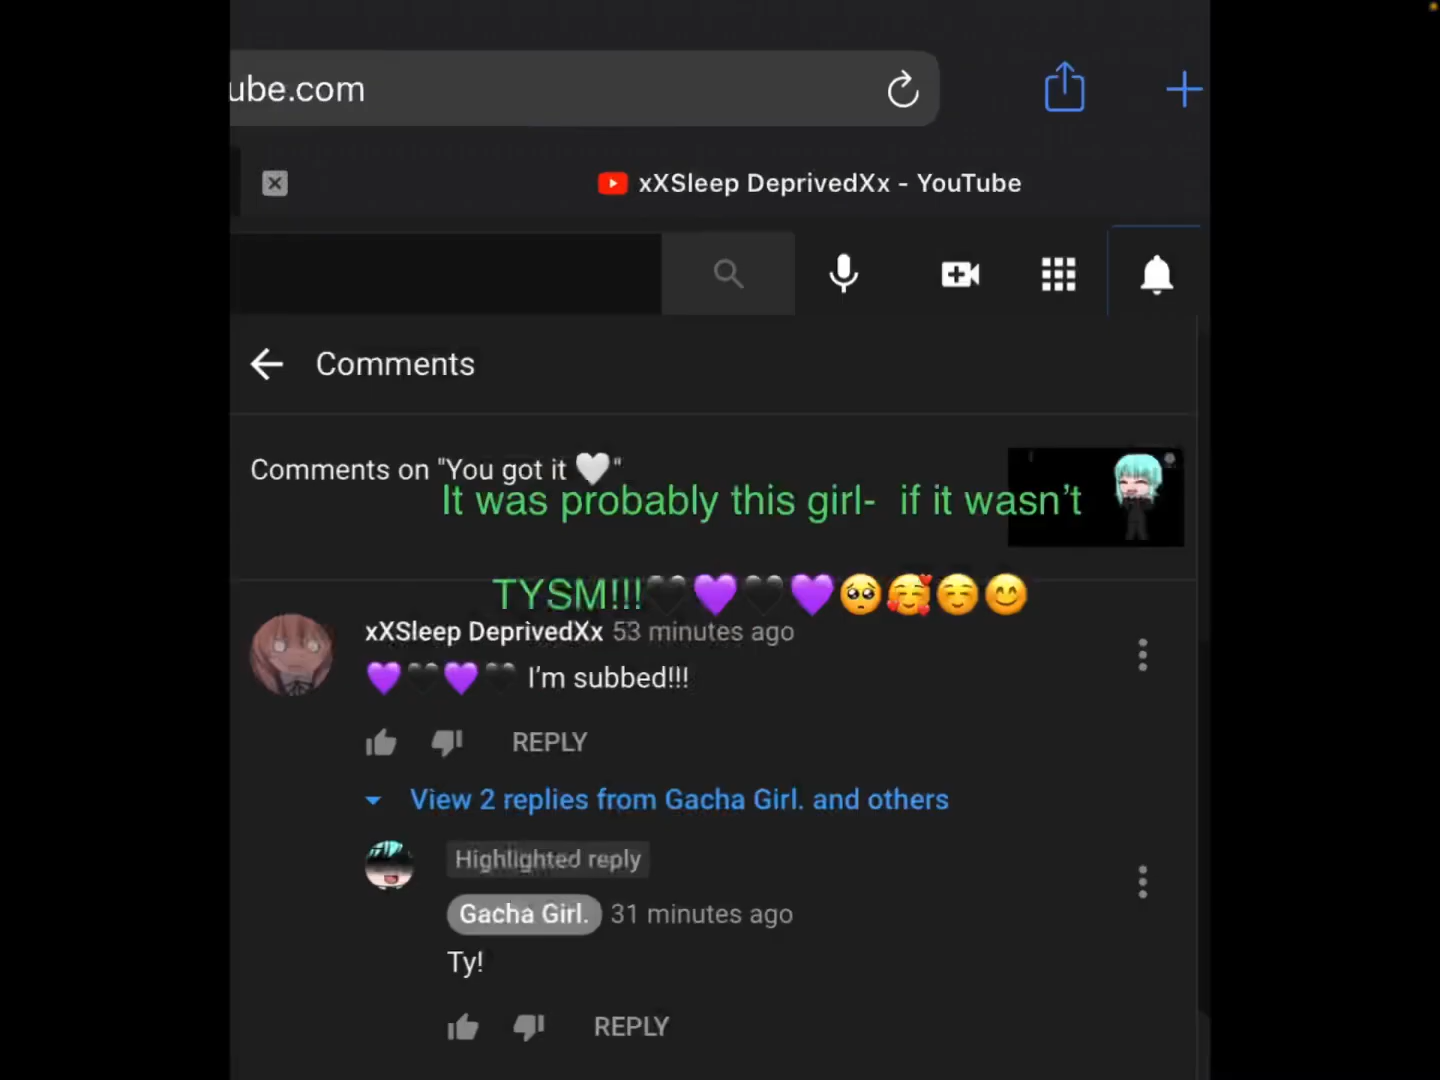 ube.com
xXSleep DeprivedXx - YouTube
Comments
Comments on "You got it 🤍"
It was probably this girl- if it wasn't
TYSM!!!🖤💜🖤💜🥺🥰☺️😊
xXSleep DeprivedXx 53 minutes ago
💜🖤💜🖤 I'm subbed!!!
REPLY
View 2 replies from Gacha Girl. and others
Highlighted reply
Gacha Girl. 31 minutes ago
Ty!
REPLY